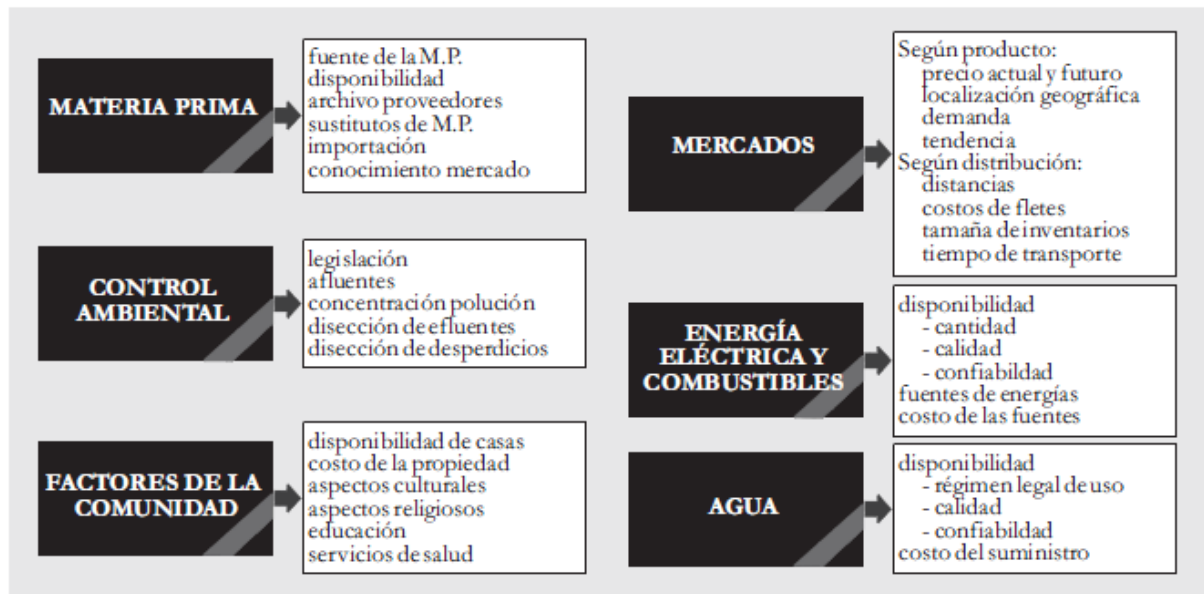 MATERIA PRIMA
fuente de la M.P.
disponibilidad
archivo proveedores
sustitutos de M.P.
importación
conocimiento mercado
CONTROL
AMBIENTAL
legislación
afluentes
concentración polución
disección de efluentes
disección de desperdicios
FACTORES DE LA
COMUNIDAD
disponibilidad de casas
costo de la propiedad
aspectos culturales
aspectos religiosos
educación
servicios de salud
MERCADOS
Según producto:
precio actual y futuro
localización geográfica
demanda
tendencia
Según distribución:
distancias
costos de fletes
tamaña de inventarios
tiempo de transporte
ENERGÍA
ELÉCTRICA Y
COMBUSTIBLES
disponibilidad
- cantidad
- calidad
- confiabildad
fuentes de energías
costo de las fuentes
AGUA
disponibilidad
- régimen legal de uso
- calidad
- confiabildad
costo del suministro